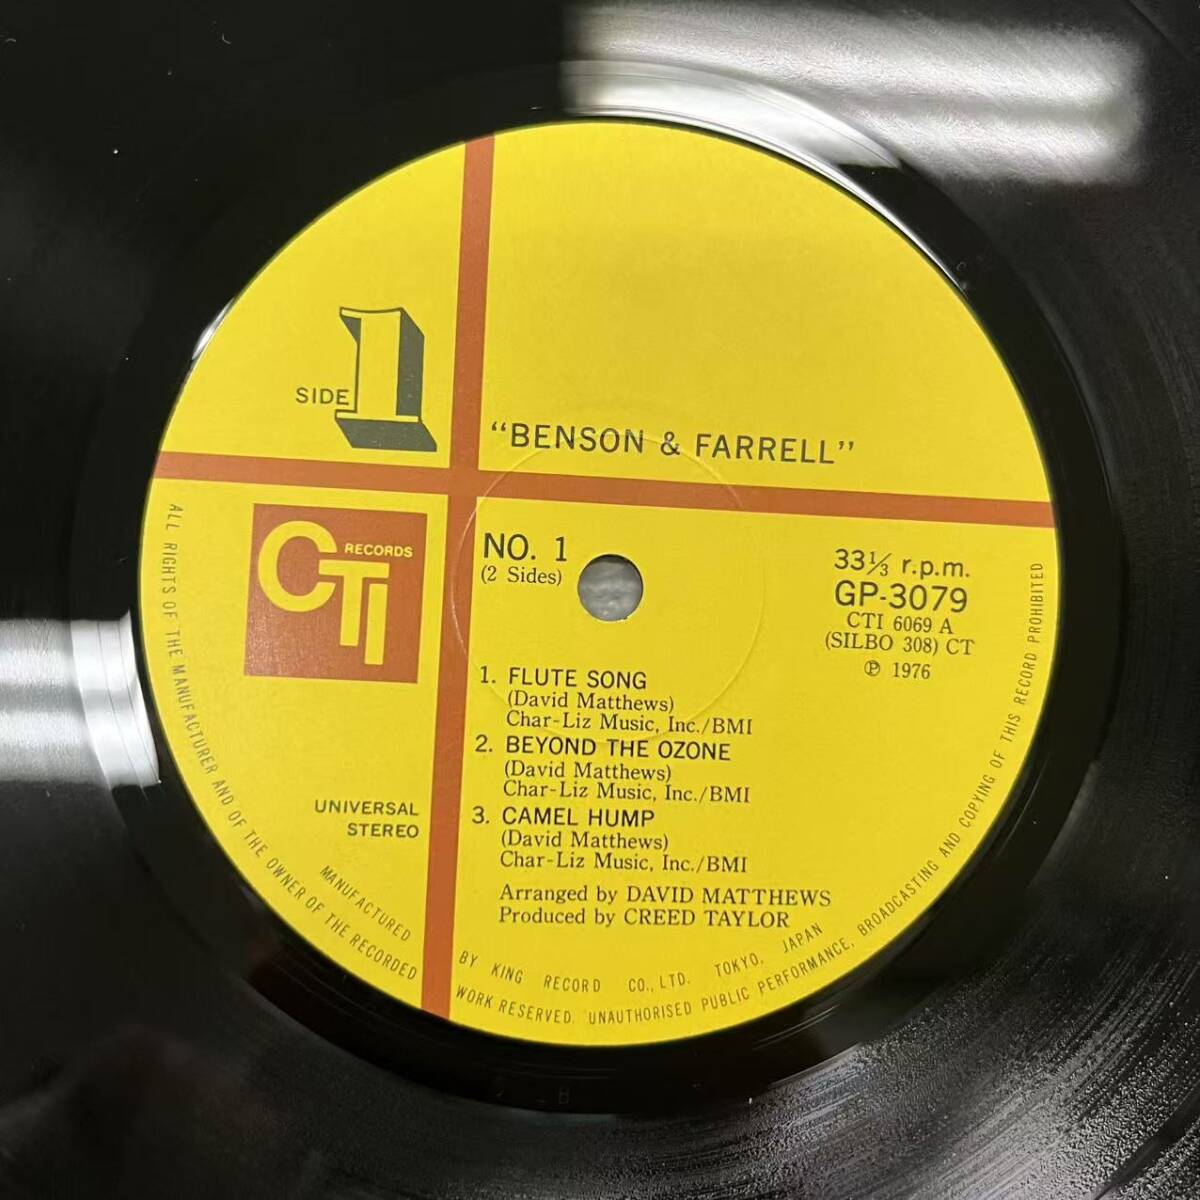 SIDE 1
“BENSON & FARRELL”
CTI RECORDS
NO. 1
(2 Sides)
33⅓ r.p.m.
GP-3079
CTI 6069 A
(SILBO 308) CT
℗ 1976
1. FLUTE SONG
(David Matthews)
Char-Liz Music, Inc./BMI
2. BEYOND THE OZONE
(David Matthews)
Char-Liz Music, Inc./BMI
3. CAMEL HUMP
(David Matthews)
Char-Liz Music, Inc./BMI
UNIVERSAL
STEREO
Arranged by DAVID MATTHEWS
Produced by CREED TAYLOR
MANUFACTURED BY KING RECORD CO., LTD. TOKYO, JAPAN
ALL RIGHTS OF THE MANUFACTURER AND OF THE OWNER OF THE RECORDED WORK RESERVED. UNAUTHORISED PUBLIC PERFORMANCE, BROADCASTING AND COPYING OF THIS RECORD PROHIBITED